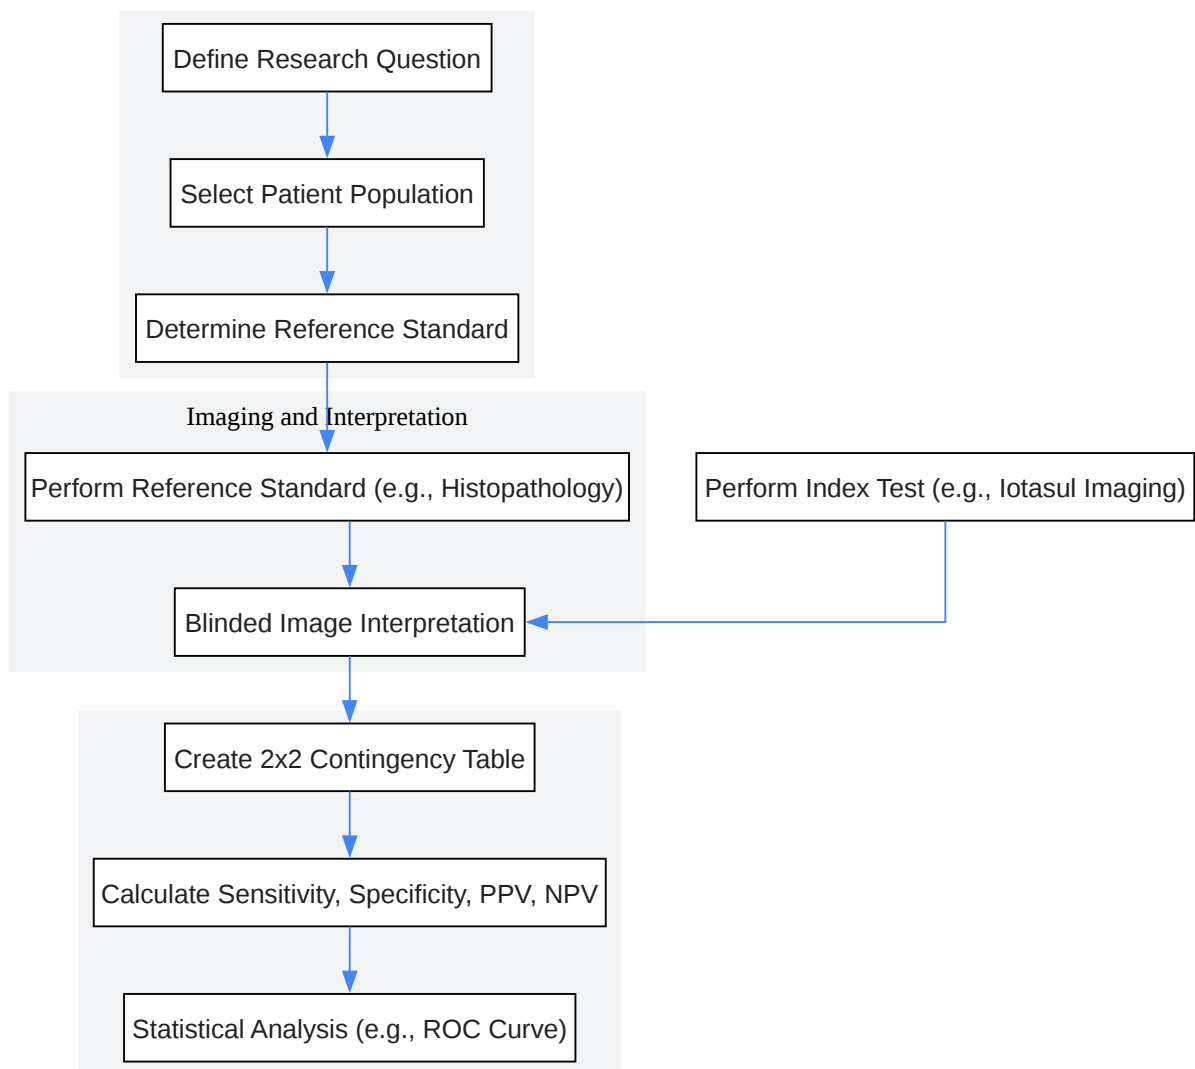 Define Research Question
Select Patient Population
Determine Reference Standard
Imaging and Interpretation
Perform Reference Standard (e.g., Histopathology)
Perform Index Test (e.g., Iotasul Imaging)
Blinded Image Interpretation
Create 2x2 Contingency Table
Calculate Sensitivity, Specificity, PPV, NPV
Statistical Analysis (e.g., ROC Curve)